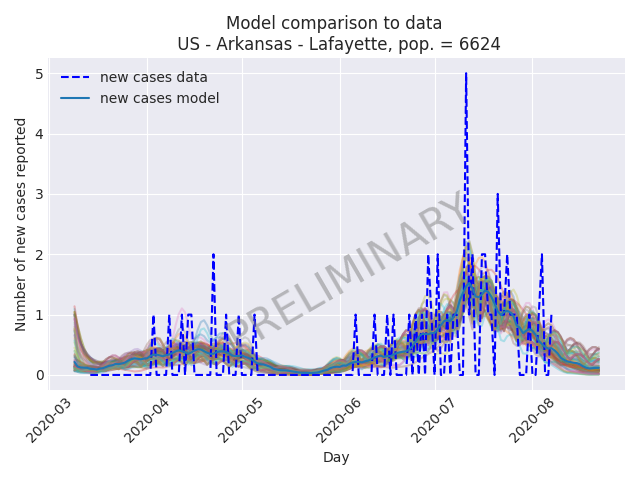 Model comparison to data
US - Arkansas - Lafayette, pop. = 6624
new cases data
new cases model
PRELIMINARY
Number of new cases reported
5
4
3
2
1
0
2020-03
2020-04
2020-05
2020-06
2020-07
2020-08
Day